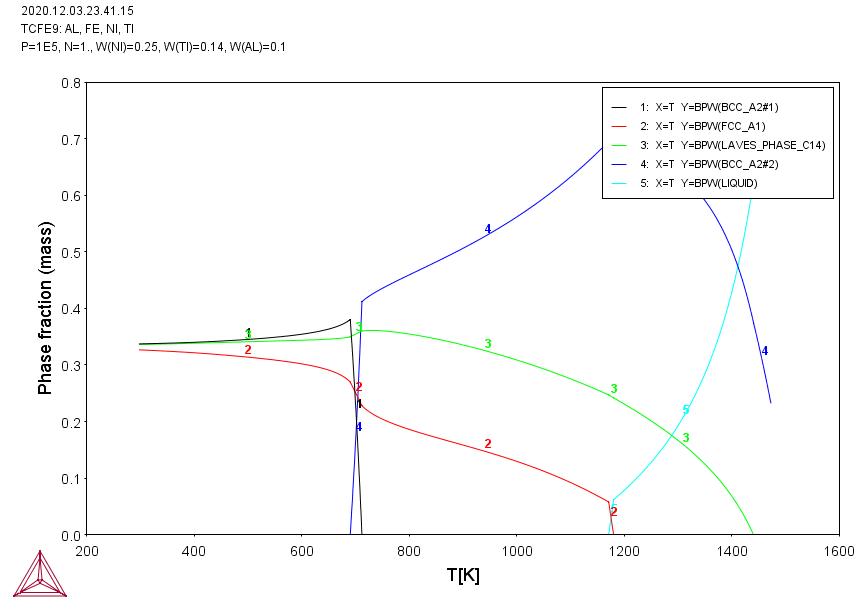 2020.12.03.23.41.15
TCFE9: AL, FE, NI, TI
P=1E5, N=1., W(NI)=0.25, W(TI)=0.14, W(AL)=0.1
1: X=T Y=BPW(BCC_A2#1)
2: X=T Y=BPW(FCC_A1)
3: X=T Y=BPW(LAVES_PHASE_C14)
4: X=T Y=BPW(BCC_A2#2)
5: X=T Y=BPW(LIQUID)
Phase fraction (mass)
0.8
0.7
0.6
0.5
0.4
0.3
0.2
0.1
0.0
4
1
3
2
3
2
1
4
3
2
3
2
5
3
4
200 400 600 800 1000 1200 1400 1600
T[K]